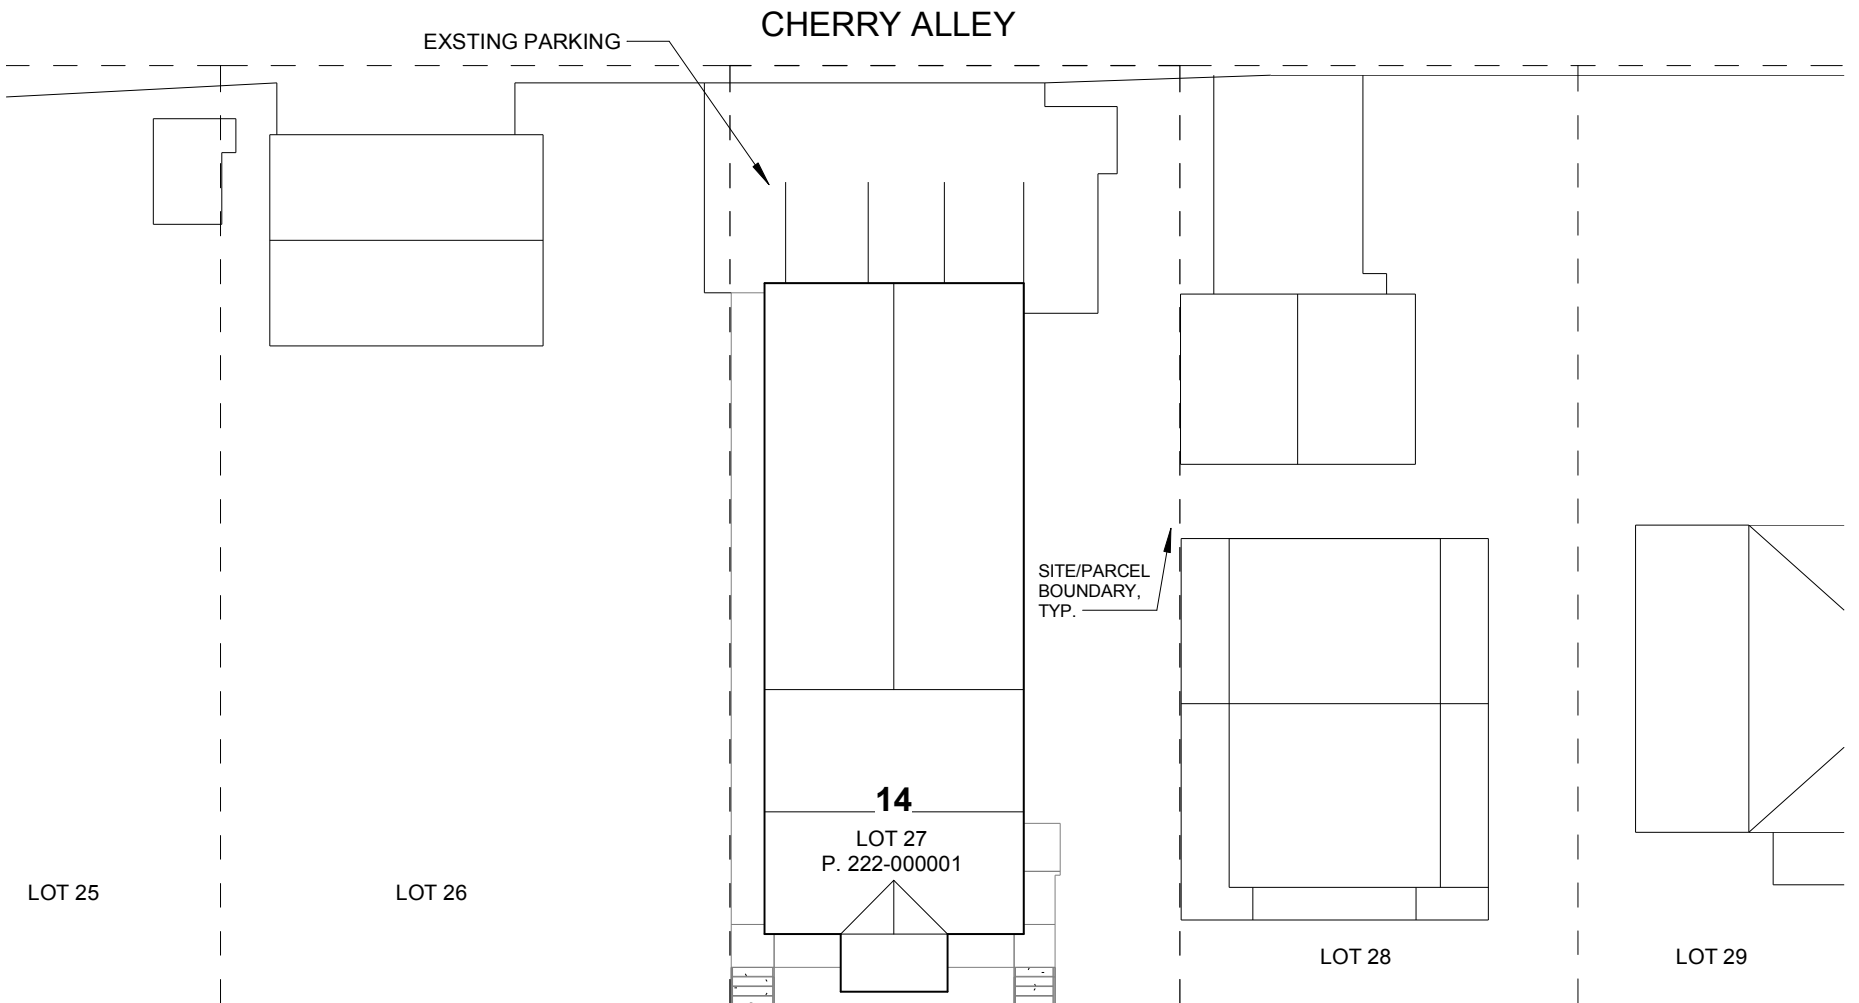 CHERRY ALLEY
EXSTING PARKING
SITE/PARCEL
BOUNDARY,
TYP.
14
LOT 27
P. 222-000001
LOT 25
LOT 26
LOT 28
LOT 29